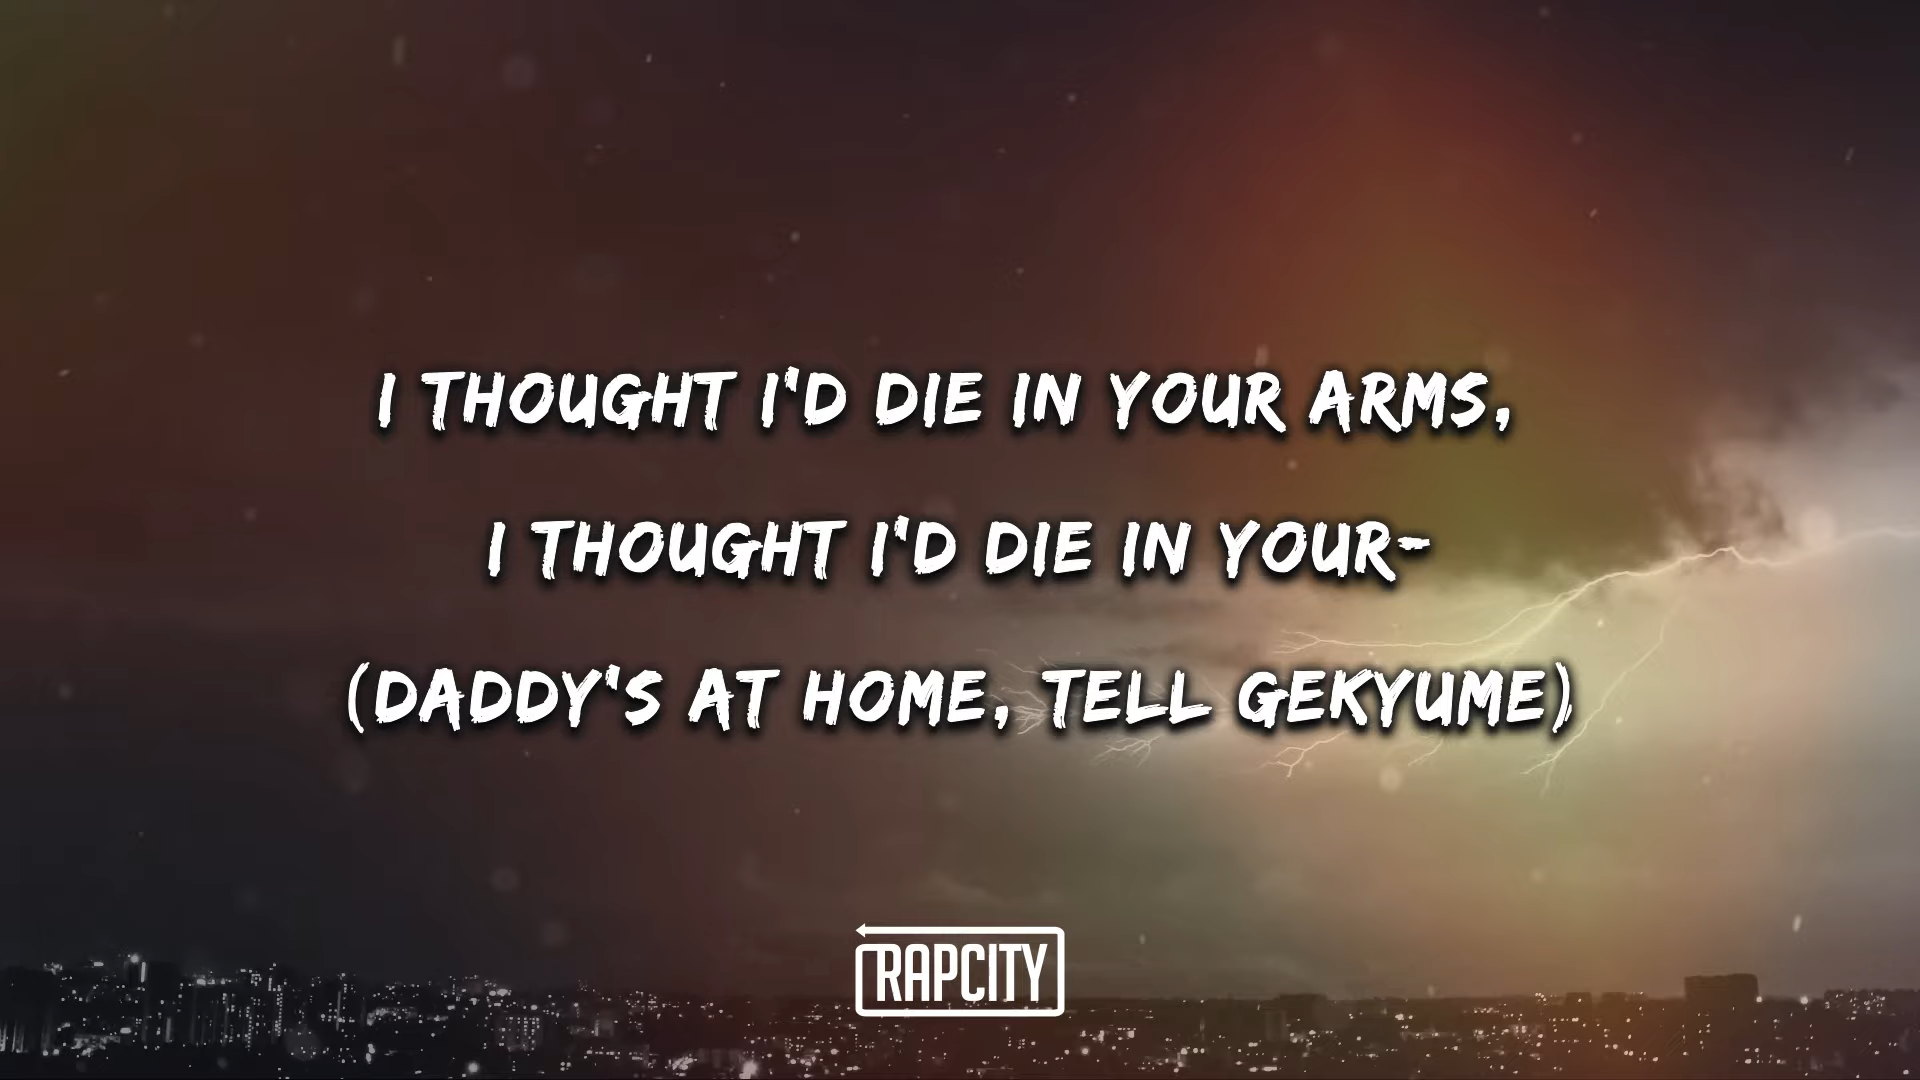 I THOUGHT I'D DIE IN YOUR ARMS,
I THOUGHT I'D DIE IN YOUR-
(DADDY'S AT HOME, TELL GEKYUME)
RAPCITY